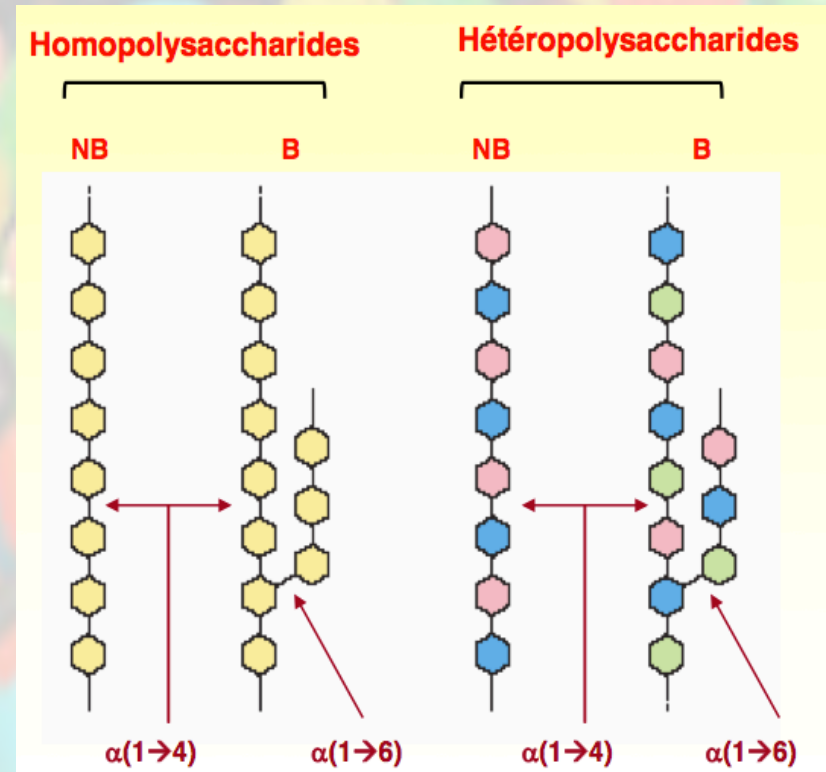 Homopolysaccharides Hétéropolysaccharides
NB B NB B
α(1→4) α(1→6) α(1→4) α(1→6)